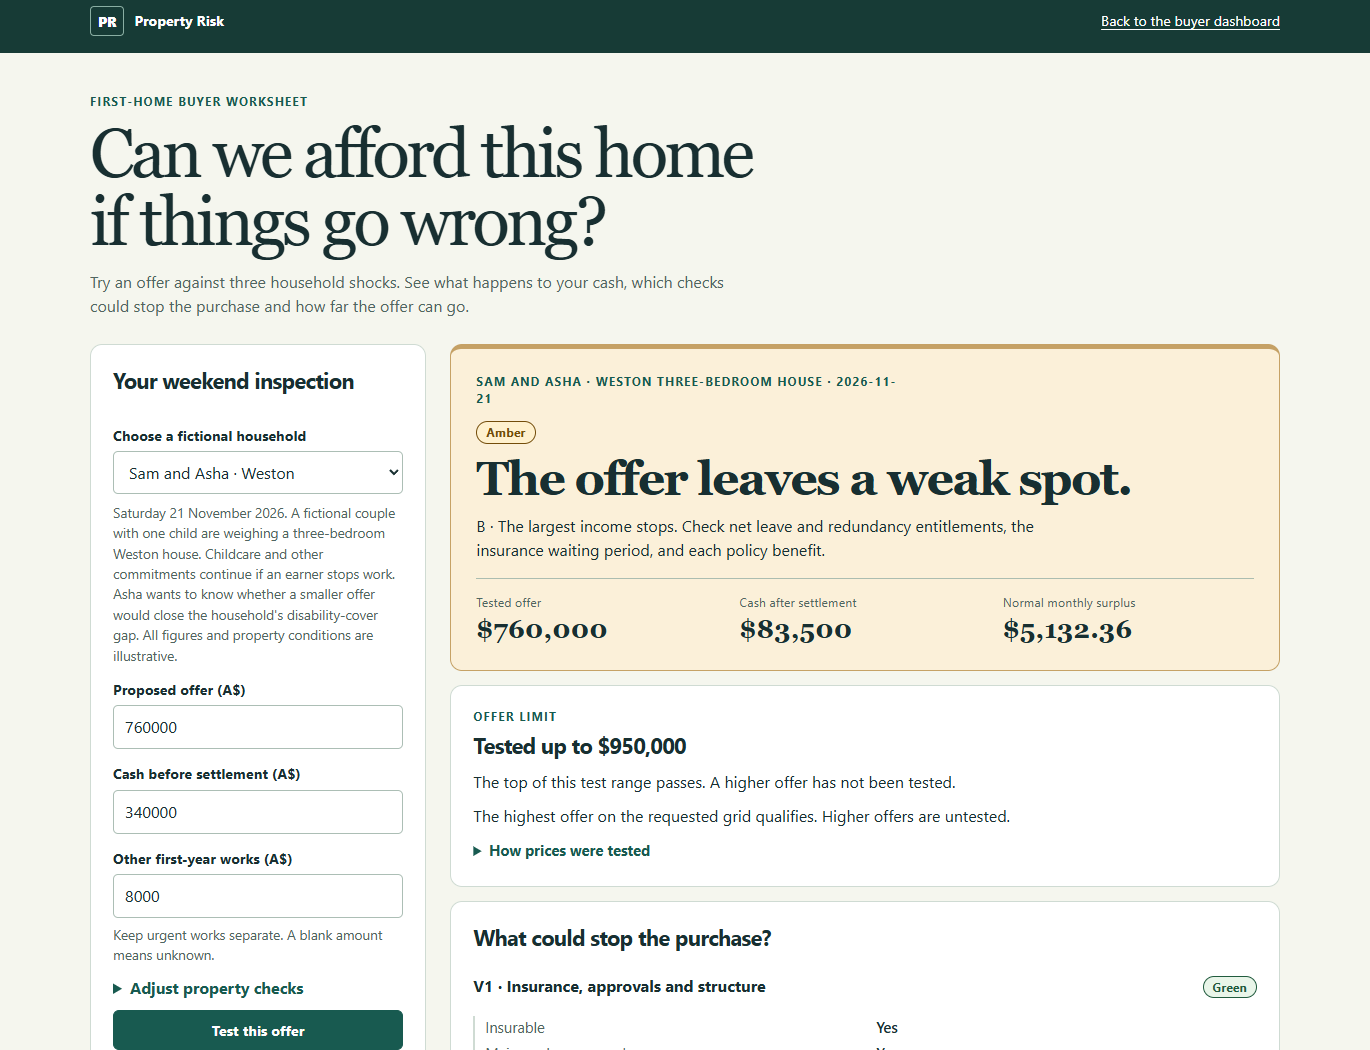 PR Property Risk
Back to the buyer dashboard
FIRST-HOME BUYER WORKSHEET
Can we afford this home
if things go wrong?
Try an offer against three household shocks. See what happens to your cash, which checks
could stop the purchase and how far the offer can go.
Your weekend inspection
Choose a fictional household
Sam and Asha · Weston
Saturday 21 November 2026. A fictional couple
with one child are weighing a three-bedroom
Weston house. Childcare and other
commitments continue if an earner stops work.
Asha wants to know whether a smaller offer
would close the household's disability-cover
gap. All figures and property conditions are
illustrative.
Proposed offer (A$)
760000
Cash before settlement (A$)
340000
Other first-year works (A$)
8000
Keep urgent works separate. A blank amount
means unknown.
Adjust property checks
Test this offer
SAM AND ASHA · WESTON THREE-BEDROOM HOUSE · 2026-11-
21
Amber
The offer leaves a weak spot.
B · The largest income stops. Check net leave and redundancy entitlements, the
insurance waiting period, and each policy benefit.
Tested offer
$760,000
Cash after settlement
$83,500
Normal monthly surplus
$5,132.36
OFFER LIMIT
Tested up to $950,000
The top of this test range passes. A higher offer has not been tested.
The highest offer on the requested grid qualifies. Higher offers are untested.
How prices were tested
What could stop the purchase?
V1 · Insurance, approvals and structure
Green
Insurable
Yes